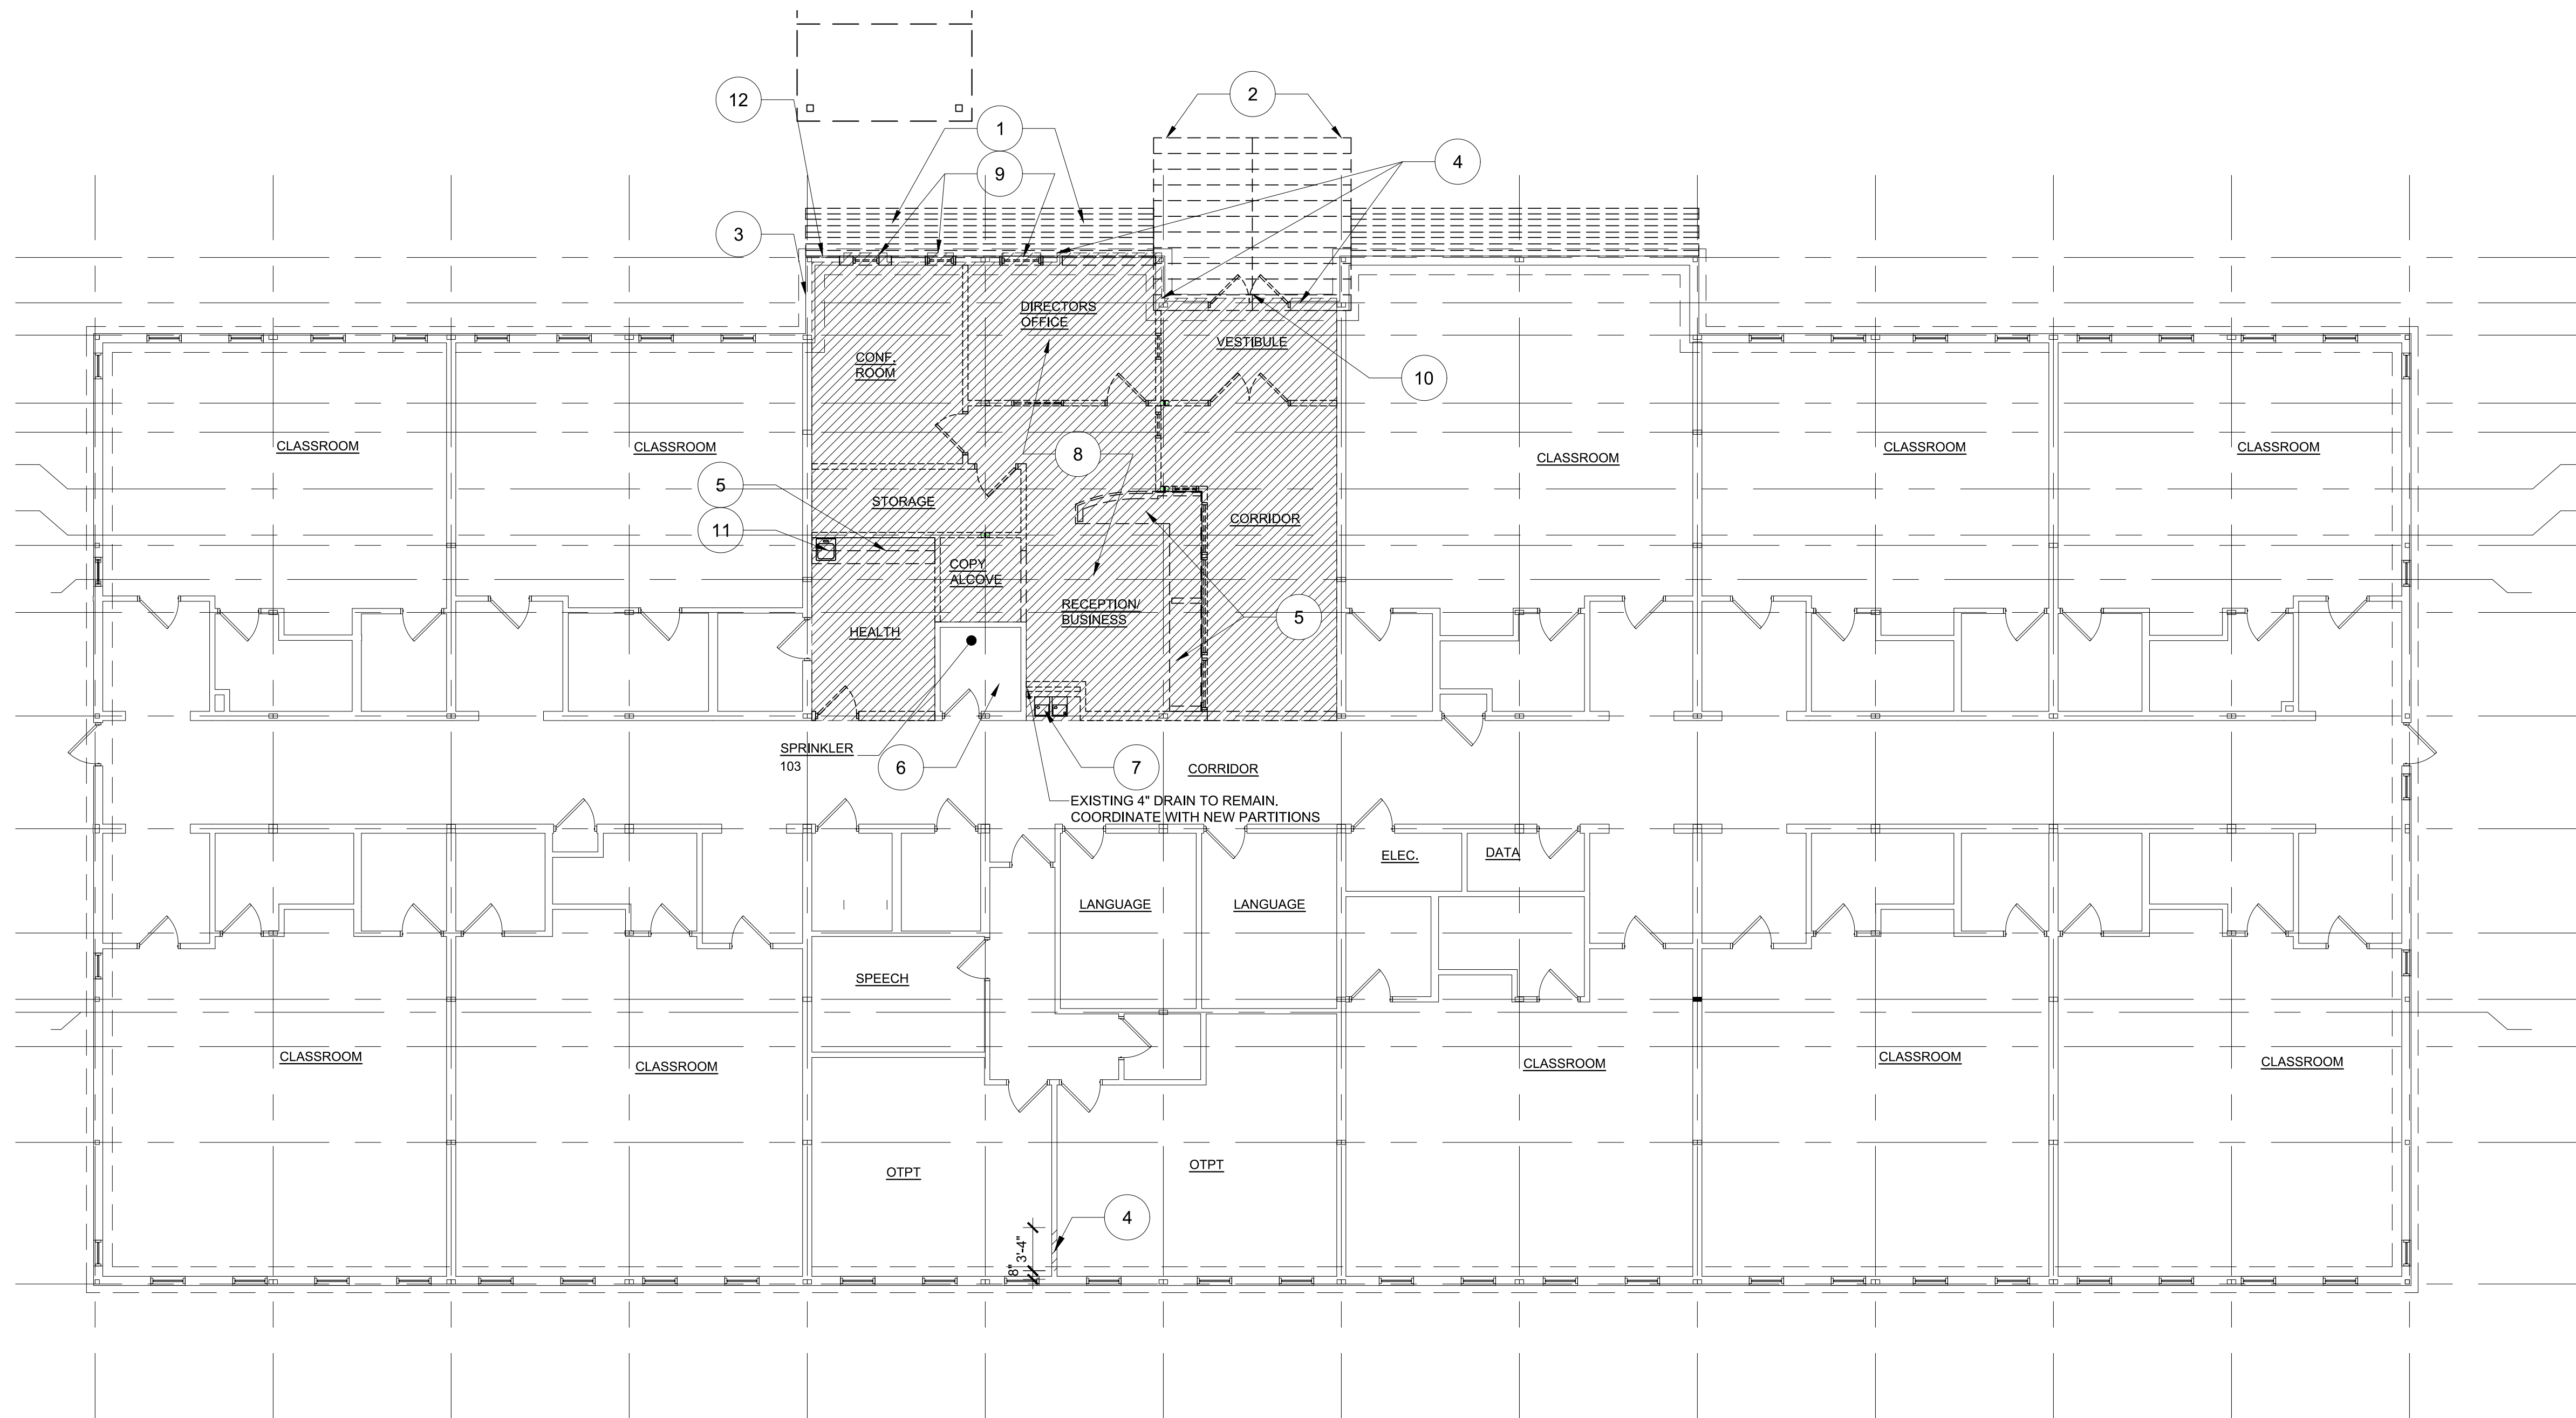 12
2
1
4
9
3
DIRECTORS
OFFICE
VESTIBULE
CONF.
ROOM
10
CLASSROOM
CLASSROOM
8
CLASSROOM
CLASSROOM
CLASSROOM
5
STORAGE
11
CORRIDOR
COPY
ALCOVE
RECEPTION/
BUSINESS
5
HEALTH
SPRINKLER
103
6
7
CORRIDOR
EXISTING 4" DRAIN TO REMAIN.
COORDINATE WITH NEW PARTITIONS
ELEC.
DATA
LANGUAGE
LANGUAGE
SPEECH
CLASSROOM
CLASSROOM
CLASSROOM
CLASSROOM
CLASSROOM
OTPT
OTPT
4
3'-4"
8"